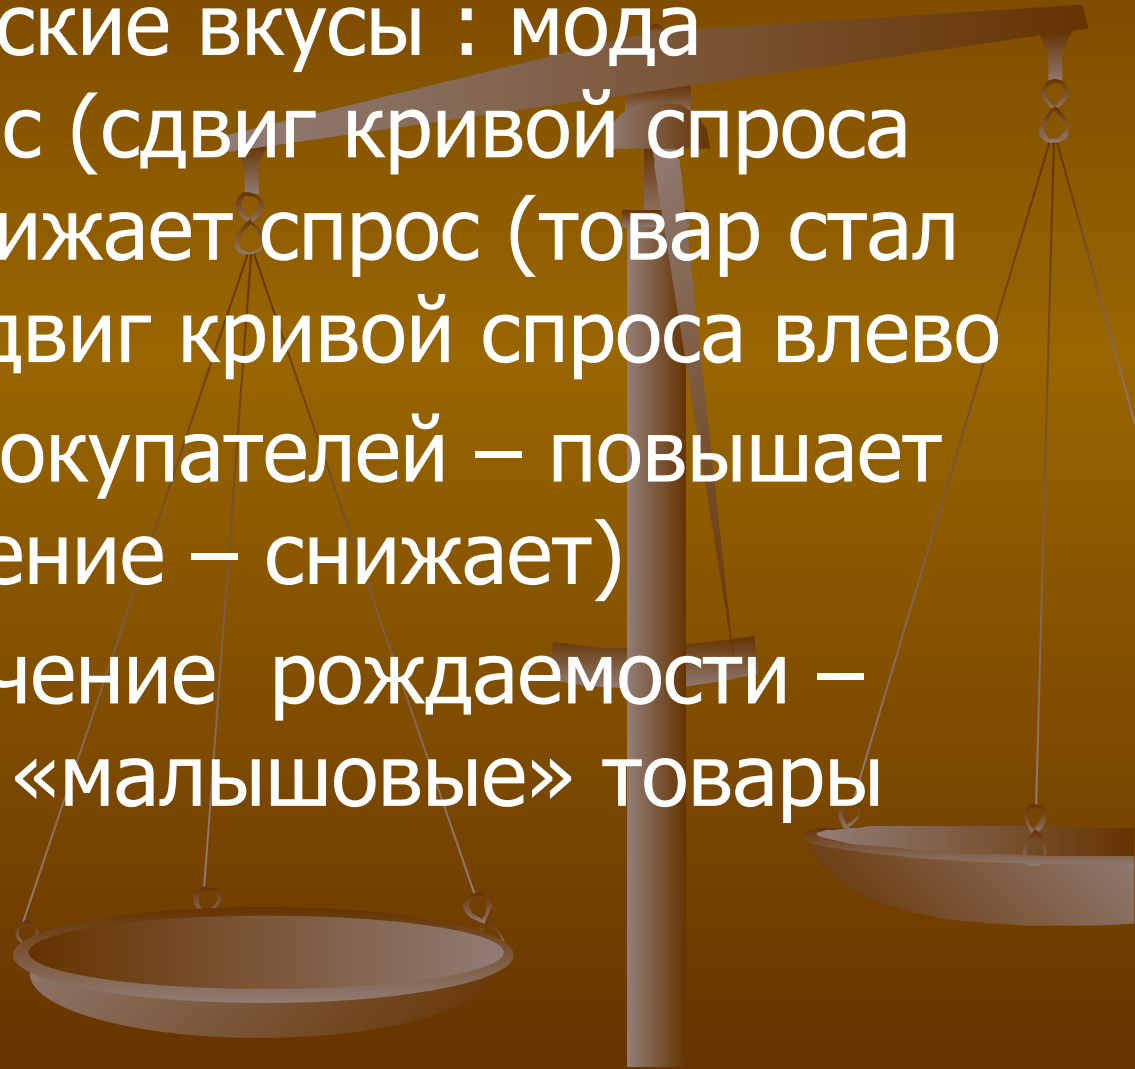 ские вкусы : мода
с (сдвиг кривой спроса
ижает спрос (товар стал
двиг кривой спроса влево
окупателей – повышает
ение – снижает)
чение рождаемости –
«малышовые» товары